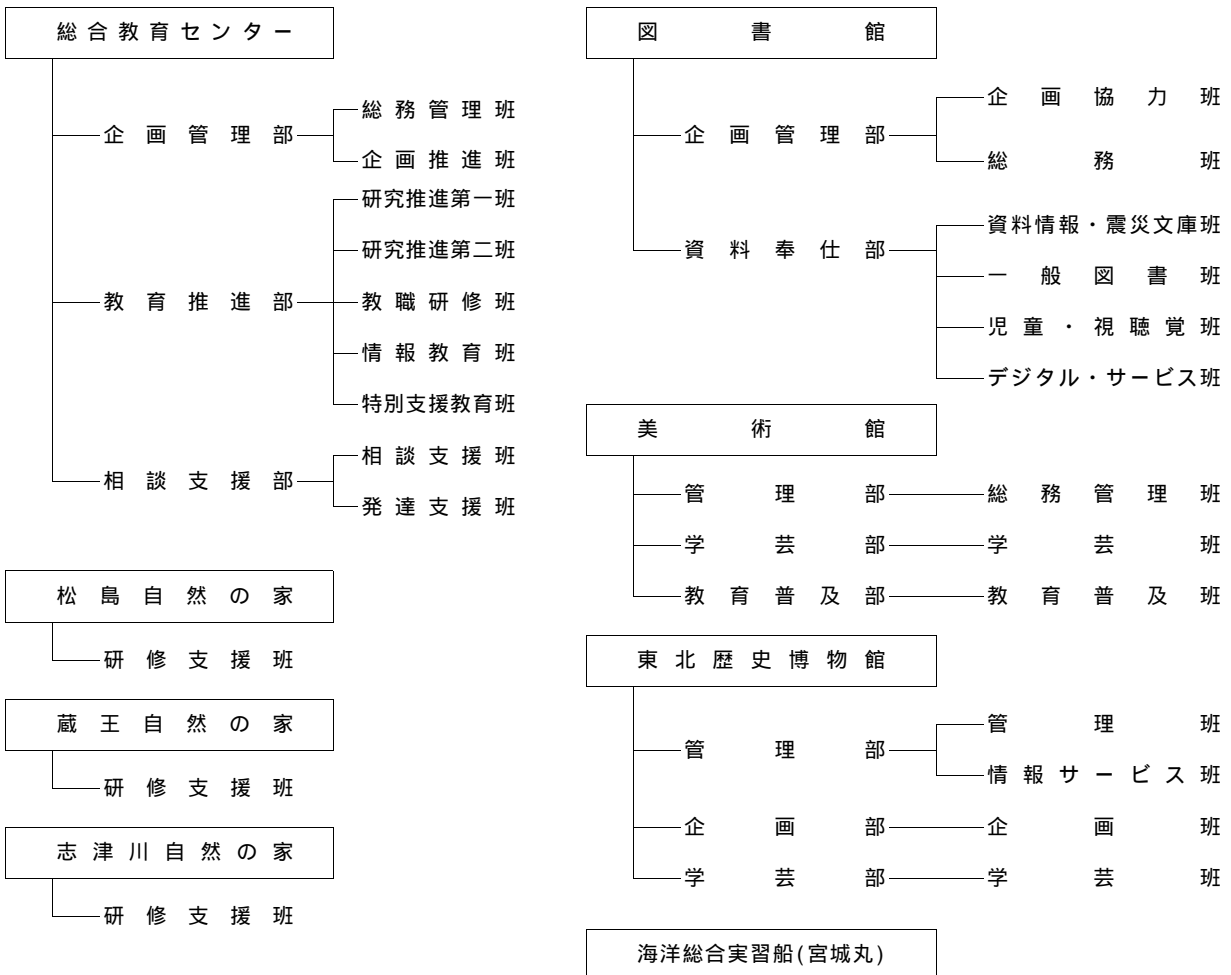 総合教育センター
企画管理部
総務管理班
企画推進班
教育推進部
研究推進第一班
研究推進第二班
教職研修班
情報教育班
特別支援教育班
相談支援部
相談支援班
発達支援班
松島自然の家
研修支援班
蔵王自然の家
研修支援班
志津川自然の家
研修支援班
図書館
企画管理部
企画協力班
総務班
資料奉仕部
資料情報・震災文庫班
一般図書班
児童・視聴覚班
デジタル・サービス班
美術館
管理部
総務管理班
学芸部
学芸班
教育普及部
教育普及班
東北歴史博物館
管理部
管理班
情報サービス班
企画部
企画班
学芸部
学芸班
海洋総合実習船(宮城丸)